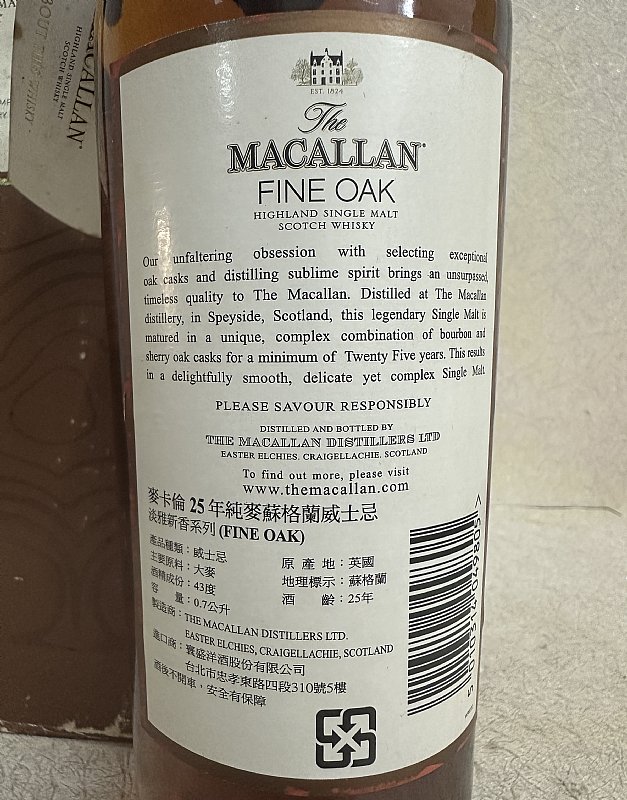 EST. 1824
The
MACALLAN
FINE OAK
HIGHLAND SINGLE MALT
SCOTCH WHISKY
Our unfaltering obsession with selecting exceptional
oak casks and distilling sublime spirit brings an unsurpassed,
timeless quality to The Macallan. Distilled at The Macallan
distillery, in Speyside, Scotland, this legendary Single Malt is
matured in a unique, complex combination of bourbon and
sherry oak casks for a minimum of Twenty Five years. This results
in a delightfully smooth, delicate yet complex Single Malt.
PLEASE SAVOUR RESPONSIBLY
DISTILLED AND BOTTLED BY
THE MACALLAN DISTILLERS LTD
EASTER ELCHIES, CRAIGELLACHIE, SCOTLAND
To find out more, please visit
www.themacallan.com
麥卡倫 25 年純麥蘇格蘭威士忌
淡雅新香系列 (FINE OAK)
產品種類：威士忌
主要原料：大麥
原產地：英國
酒精成份：43度
地理標示：蘇格蘭
容量：0.7公升
酒齡：25年
製造商：THE MACALLAN DISTILLERS LTD.
EASTER ELCHIES, CRAIGELLACHIE, SCOTLAND
進口商：寰盛洋酒股份有限公司
台北市忠孝東路四段310號5樓
酒後不開車，安全有保障
MACALLAN
HIGHLAND SINGLE MALT
SCOTCH WHISKY